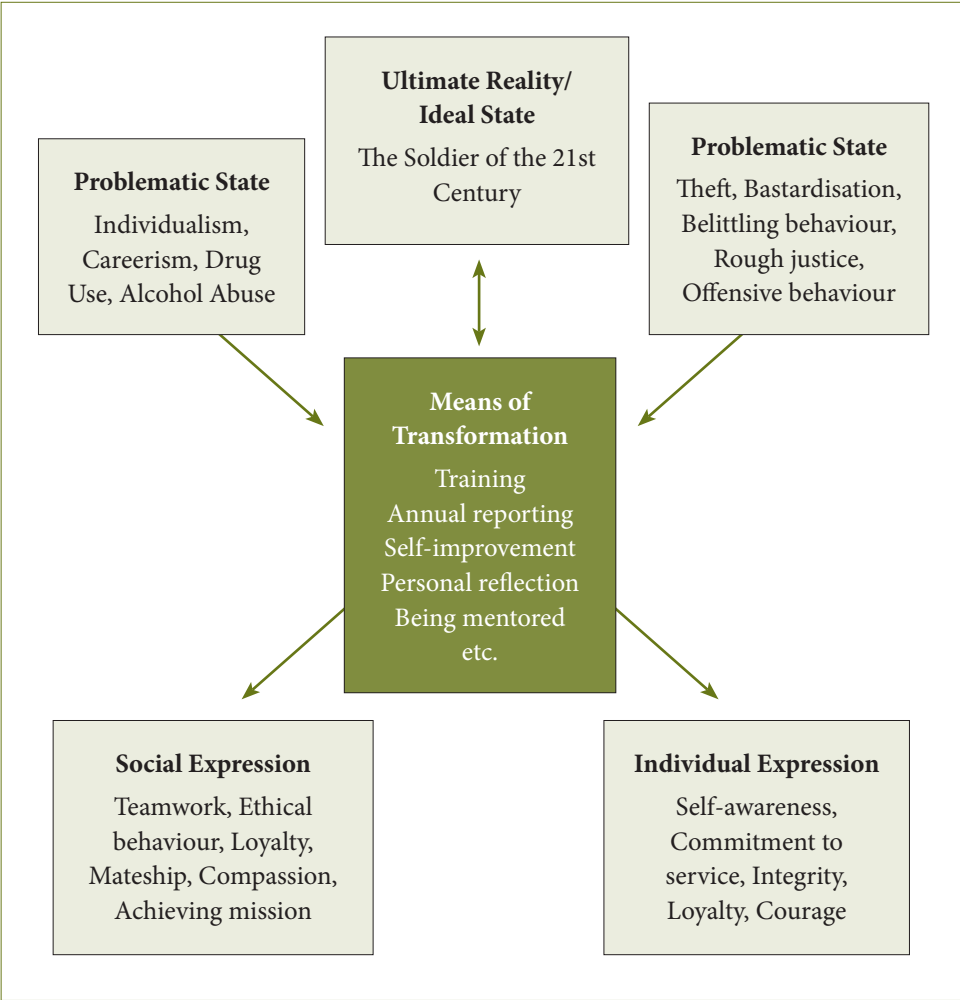 Ultimate Reality/
Ideal State
The Soldier of the 21st
Century
Problematic State
Individualism,
Careerism, Drug
Use, Alcohol Abuse
Problematic State
Theft, Bastardisation,
Belittling behaviour,
Rough justice,
Offensive behaviour
Means of
Transformation
Training
Annual reporting
Self-improvement
Personal reflection
Being mentored
etc.
Social Expression
Teamwork, Ethical
behaviour, Loyalty,
Mateship, Compassion,
Achieving mission
Individual Expression
Self-awareness,
Commitment to
service, Integrity,
Loyalty, Courage